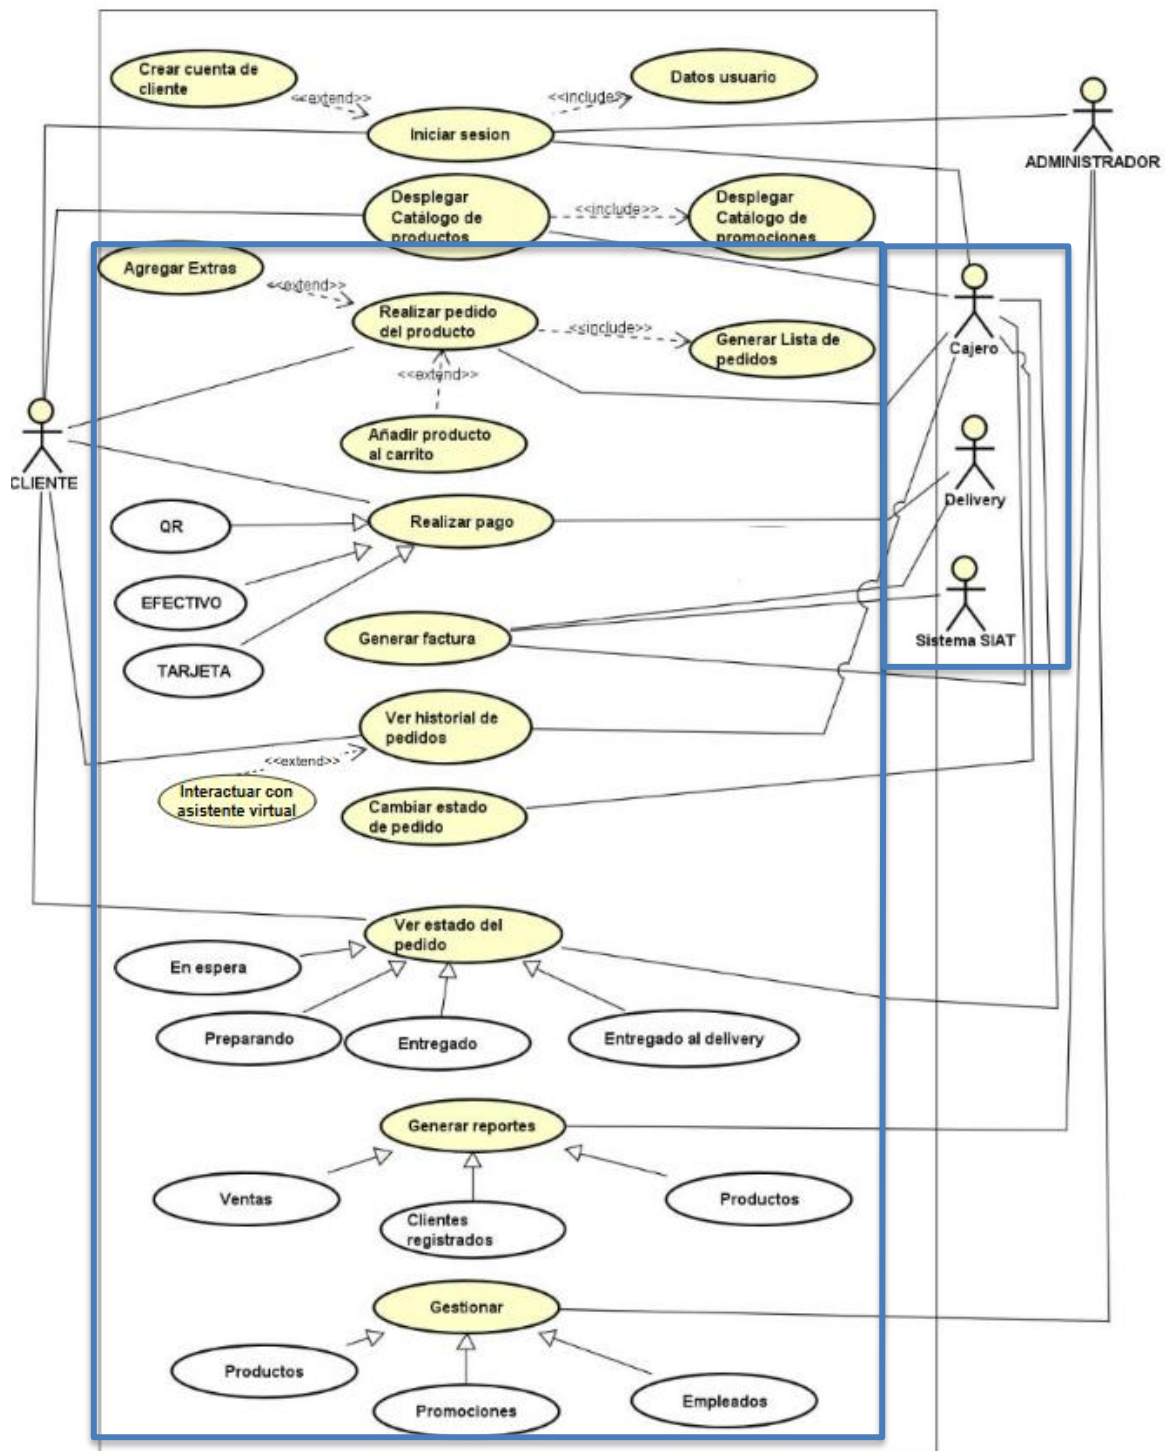 Crear cuenta de
cliente
Datos usuario
<<extend>>
<<include>>
Iniciar sesion
ADMINISTRADOR
Desplegar
Catálogo de
productos
<<include>>
Desplegar
Catálogo de
promociones
Agregar Extras
<<extend>>
Realizar pedido
del producto
<<include>>
Generar Lista de
pedidos
Cajero
<<extend>>
Añadir producto
al carrito
CLIENTE
Delivery
QR
Realizar pago
EFECTIVO
Generar factura
Sistema SIAT
TARJETA
Ver historial de
pedidos
<<extend>>
Interactuar con
asistente virtual
Cambiar estado
de pedido
Ver estado del
pedido
En espera
Preparando
Entregado
Entregado al delivery
Generar reportes
Ventas
Clientes
registrados
Productos
Gestionar
Productos
Promociones
Empleados